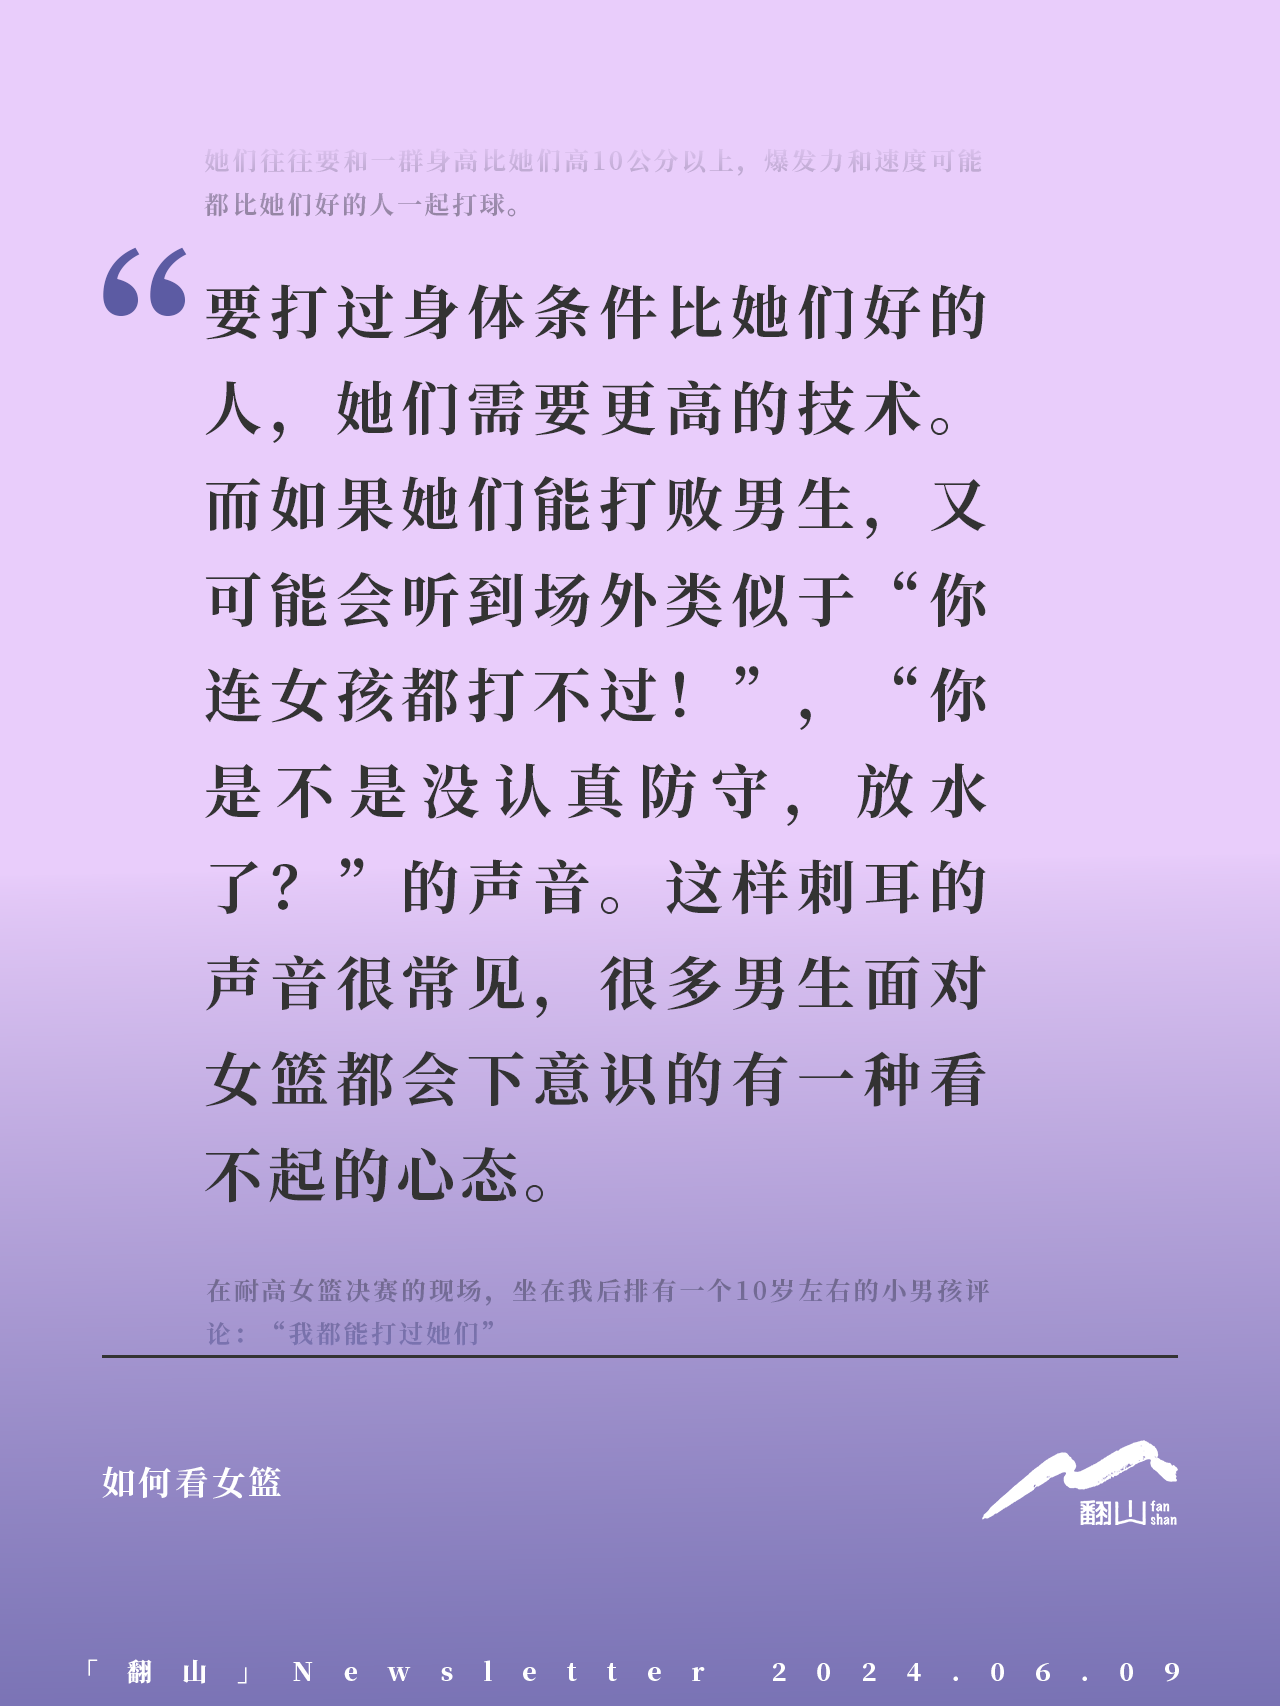 她们往往要和一群身高比她们高10公分以上，爆发力和速度可能
都比她们好的人一起打球。
“
要打过身体条件比她们好的
人，她们需要更高的技术。
而如果她们能打败男生，又
可能会听到场外类似于“你
连女孩都打不过！”，“你
是不是没认真防守，放水
了？”的声音。这样刺耳的
声音很常见，很多男生面对
女篮都会下意识的有一种看
不起的心态。
在耐高女篮决赛的现场，坐在我后排有一个10岁左右的小男孩评
论：“我都能打过她们”
如何看女篮
翻山 fan
shan
「翻山」Newsletter 2024.06.09